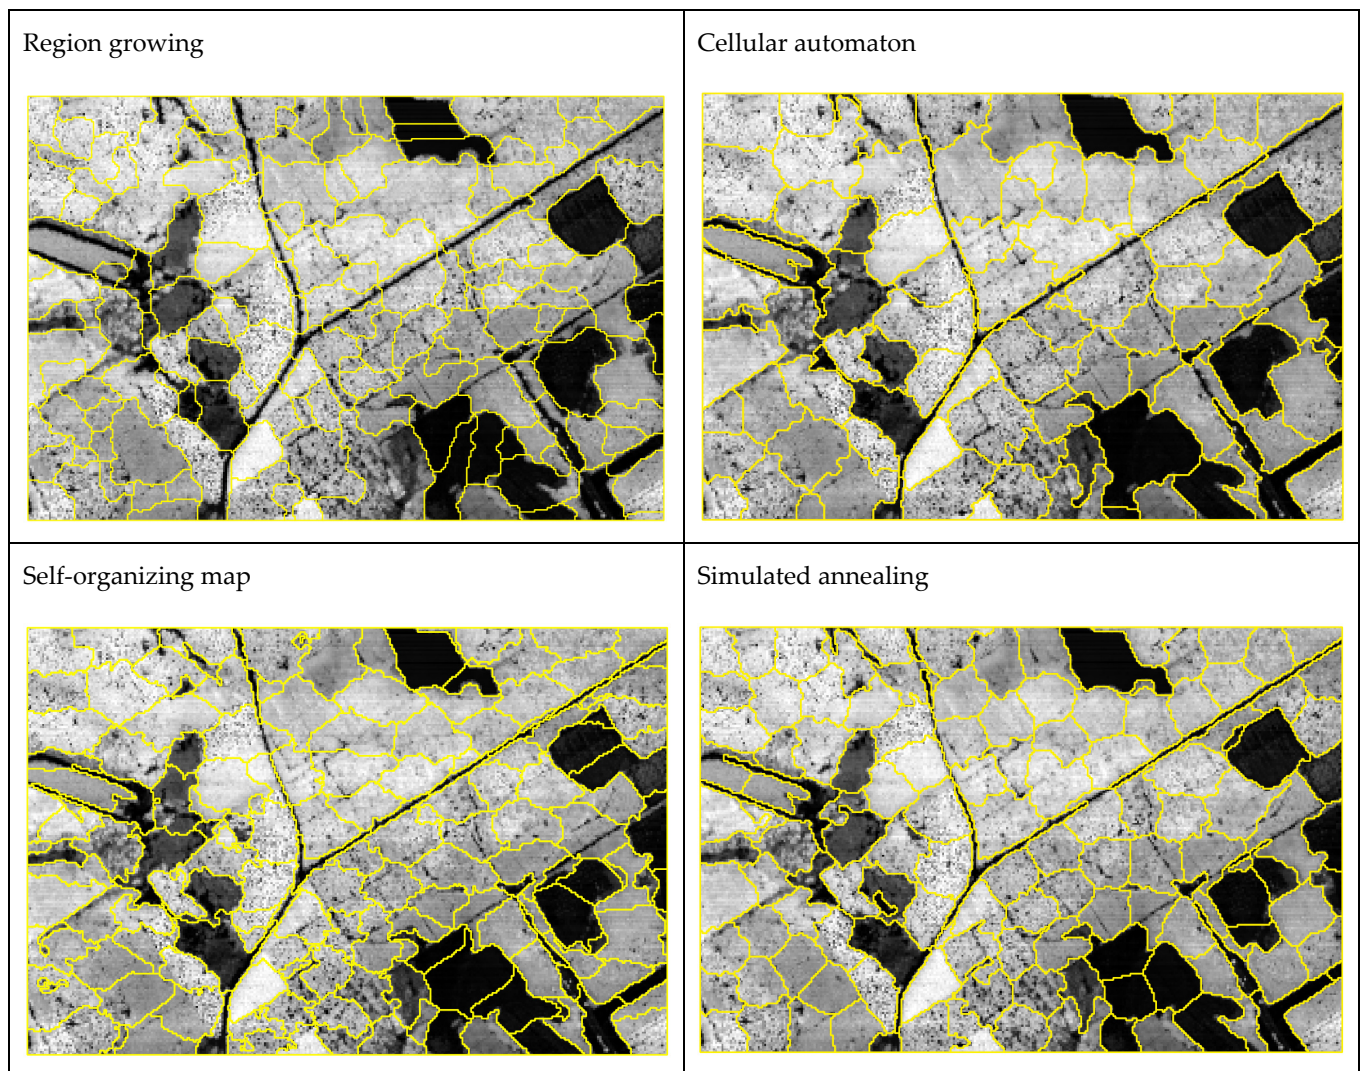 Region growing
Cellular automaton
Self-organizing map
Simulated annealing